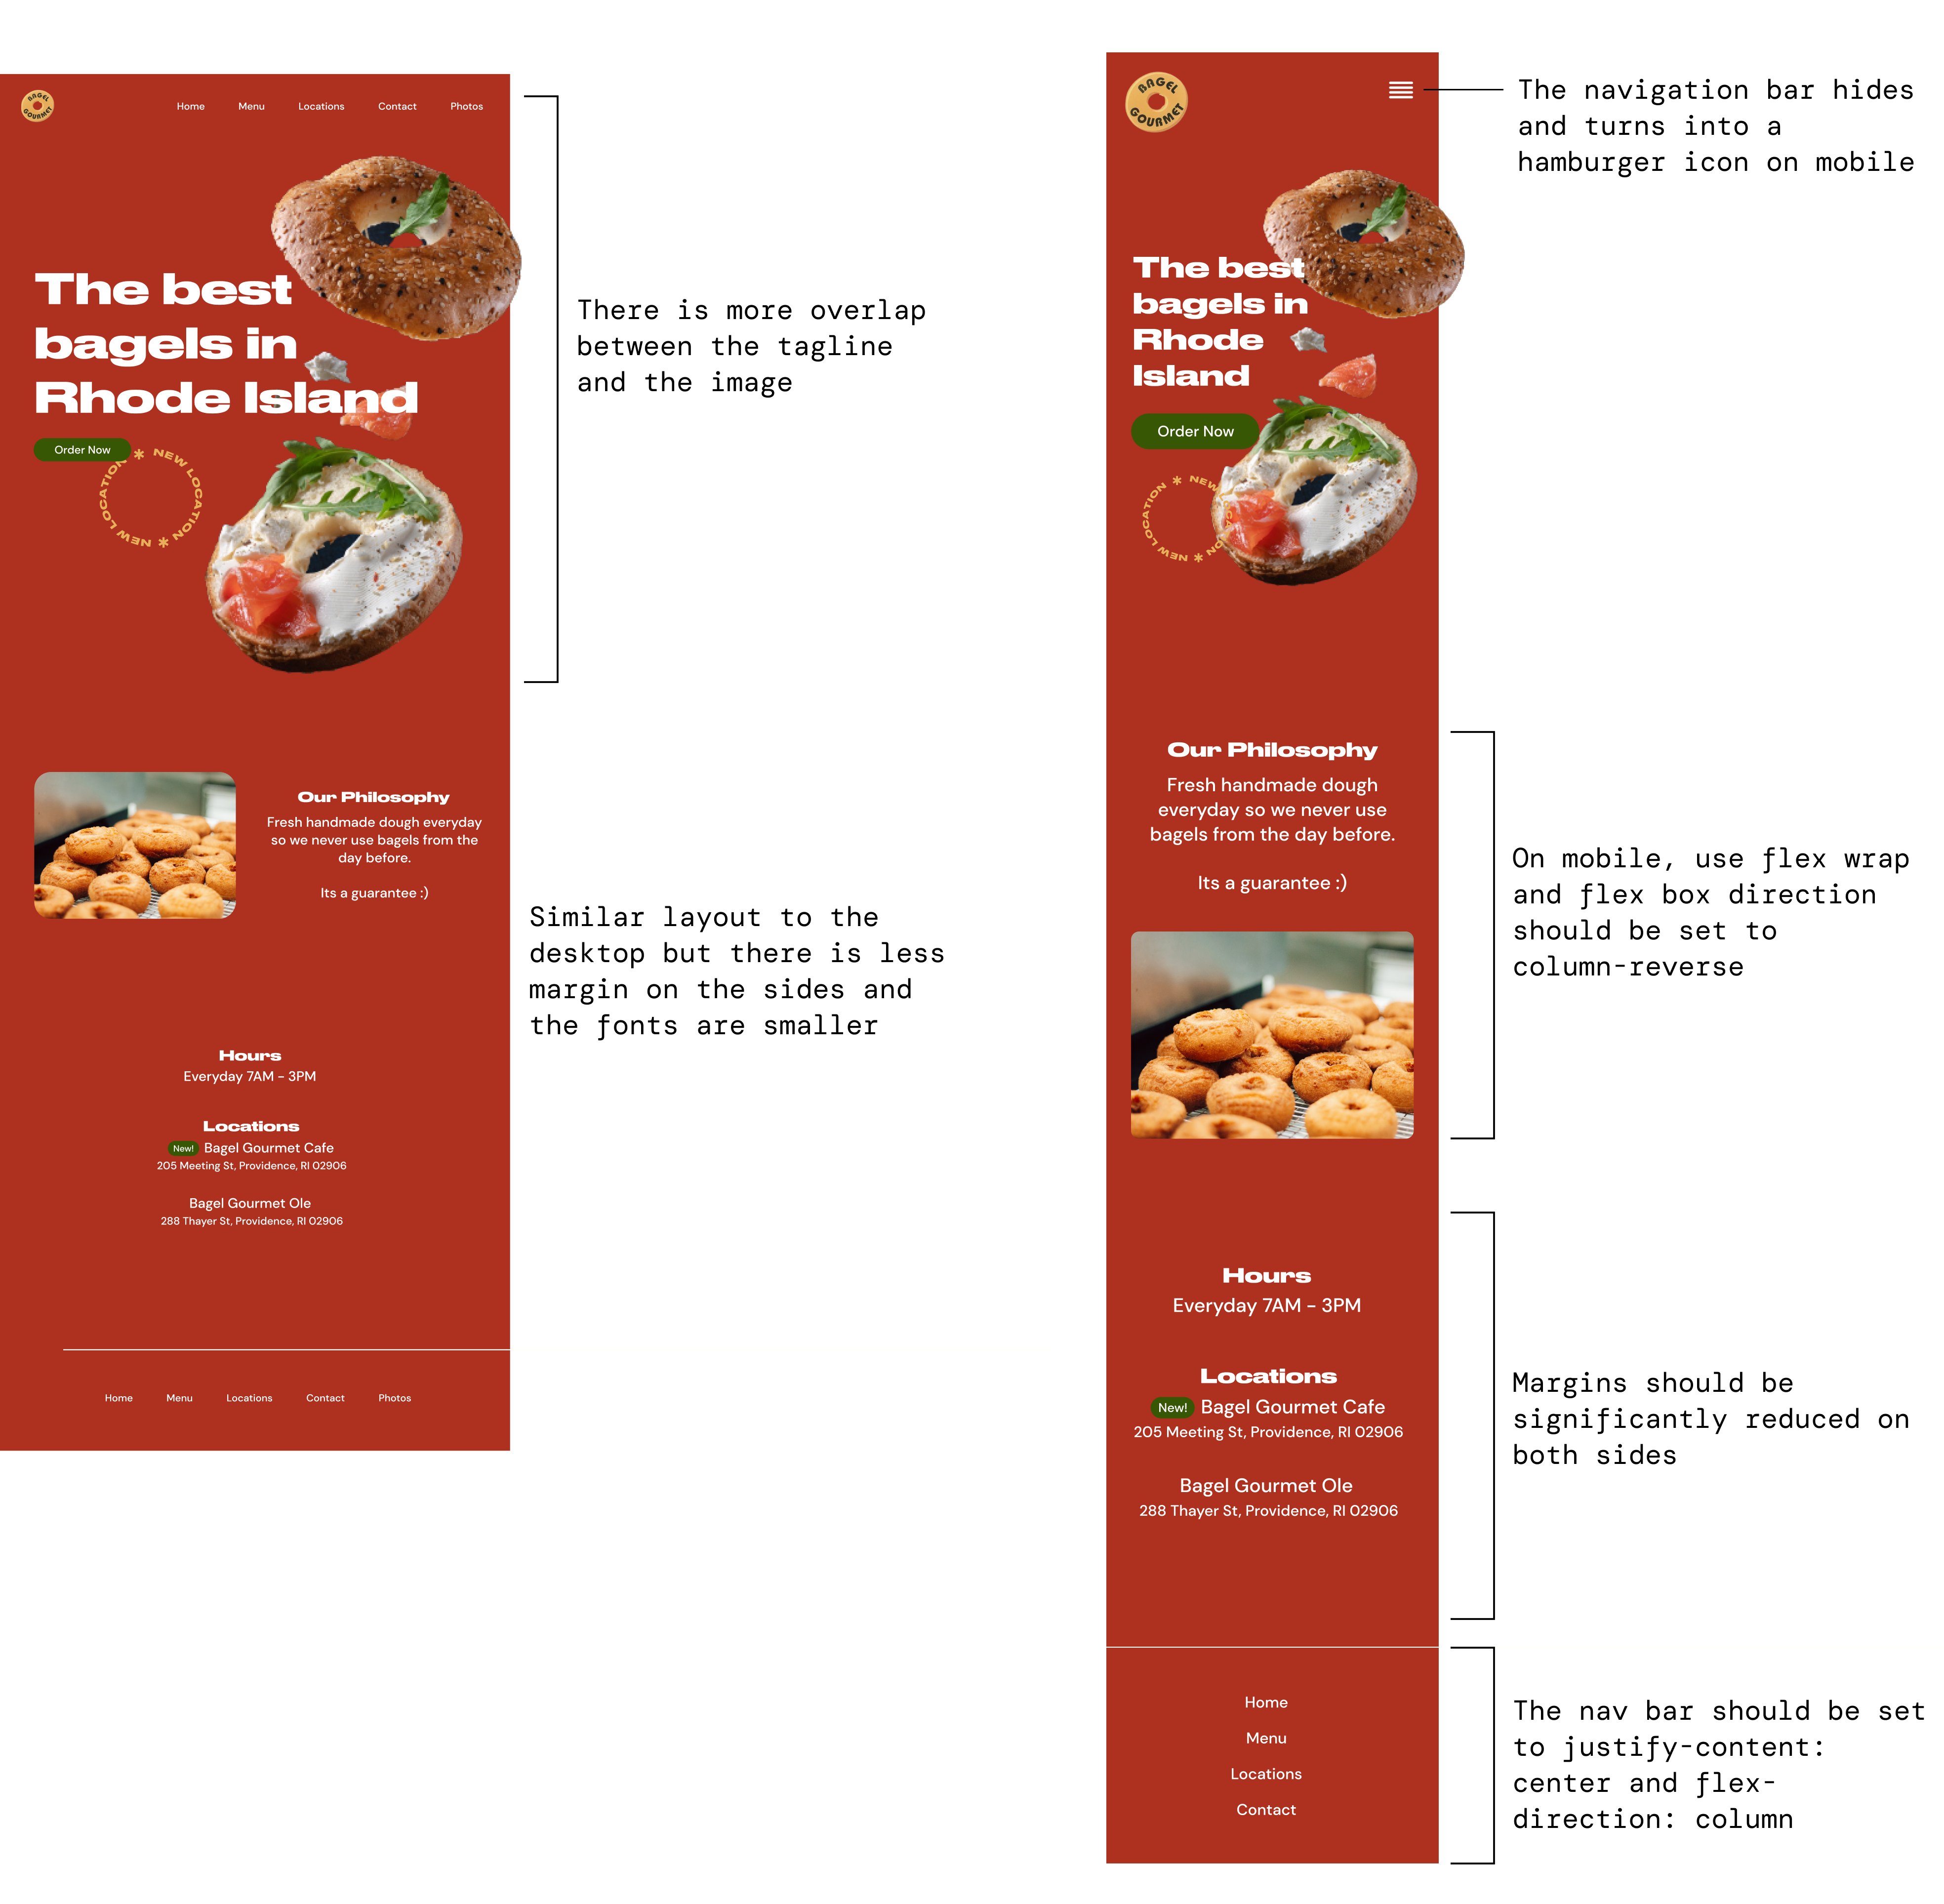 BAGEL
GOURMET
Home Menu Locations Contact Photos
The best
bagels in
Rhode Island
Order Now
NEW LOCATION * NEW LOCATION *
Our Philosophy
Fresh handmade dough everyday
so we never use bagels from the
day before.
Its a guarantee :)
Hours
Everyday 7AM - 3PM
Locations
New! Bagel Gourmet Cafe
205 Meeting St, Providence, RI 02906
Bagel Gourmet Ole
288 Thayer St, Providence, RI 02906
Home Menu Locations Contact Photos
There is more overlap
between the tagline
and the image
Similar layout to the
desktop but there is less
margin on the sides and
the fonts are smaller
BAGEL
GOURMET
The best
bagels in
Rhode
Island
Order Now
NEW LOCATION * NEW LOCATION *
Our Philosophy
Fresh handmade dough
everyday so we never use
bagels from the day before.
Its a guarantee :)
Hours
Everyday 7AM - 3PM
Locations
New! Bagel Gourmet Cafe
205 Meeting St, Providence, RI 02906
Bagel Gourmet Ole
288 Thayer St, Providence, RI 02906
Home
Menu
Locations
Contact
The navigation bar hides
and turns into a
hamburger icon on mobile
On mobile, use flex wrap
and flex box direction
should be set to
column-reverse
Margins should be
significantly reduced on
both sides
The nav bar should be set
to justify-content:
center and flex-
direction: column